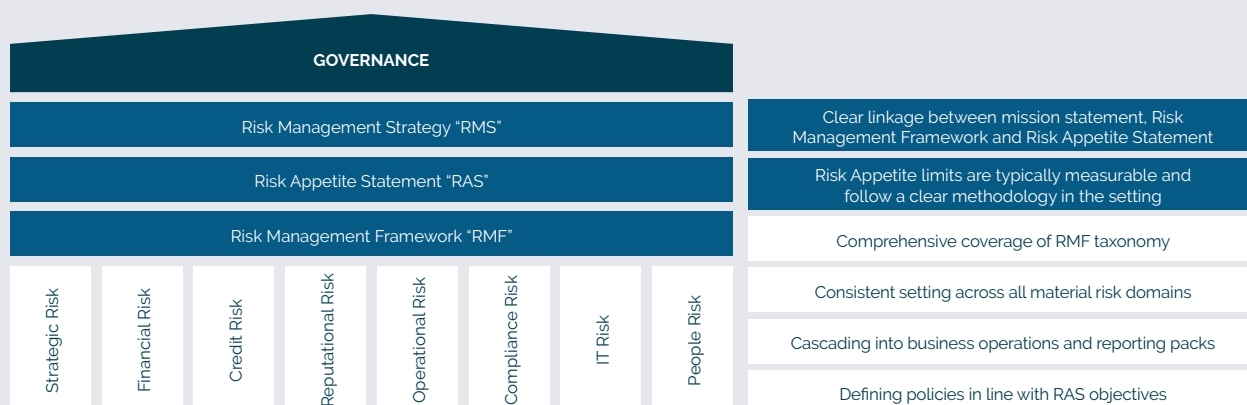 GOVERNANCE
Risk Management Strategy “RMS”
Risk Appetite Statement “RAS”
Risk Management Framework “RMF”
Strategic Risk
Financial Risk
Credit Risk
Reputational Risk
Operational Risk
Compliance Risk
IT Risk
People Risk
Clear linkage between mission statement, Risk
Management Framework and Risk Appetite Statement
Risk Appetite limits are typically measurable and
follow a clear methodology in the setting
Comprehensive coverage of RMF taxonomy
Consistent setting across all material risk domains
Cascading into business operations and reporting packs
Defining policies in line with RAS objectives